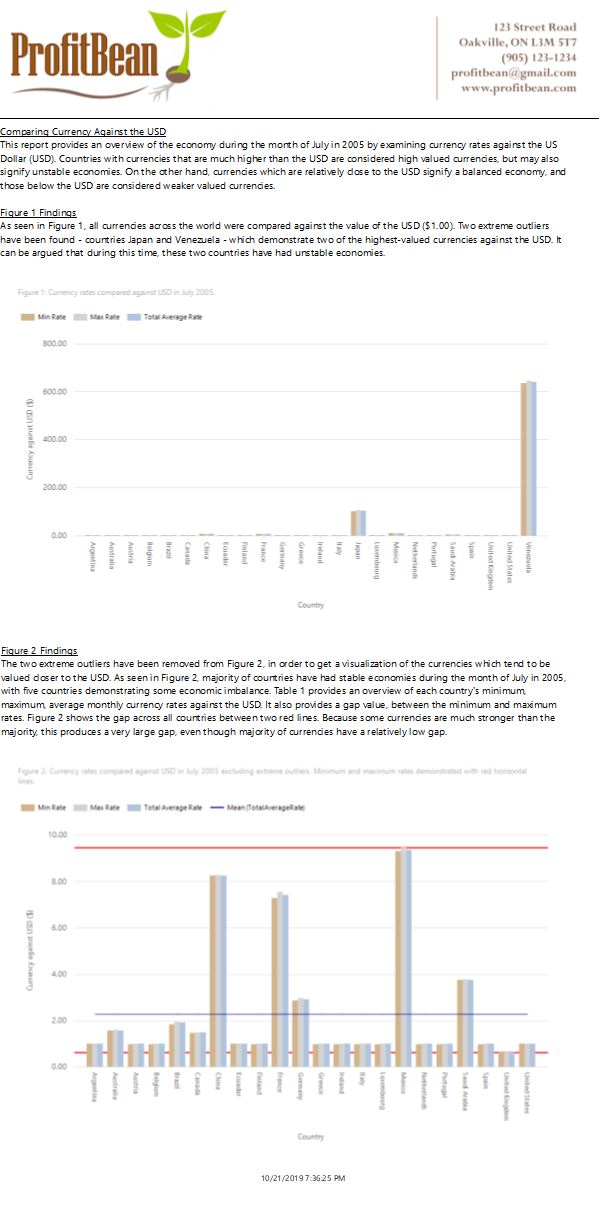 ProfitBean
123 Street Road
Oakville, ON L3M 5T7
(905) 123-1234
profitbean@gmail.com
www.profitbean.com
Comparing Currency Against the USD
This report provides an overview of the economy during the month of July in 2005 by examining currency rates against the US
Dollar (USD). Countries with currencies that are much higher than the USD are considered high valued currencies, but may also
signify unstable economies. On the other hand, currencies which are relatively close to the USD signify a balanced economy, and
those below the USD are considered weaker valued currencies.
Figure 1 Findings
As seen in Figure 1, all currencies across the world were compared against the value of the USD ($1.00). Two extreme outliers
have been found - countries Japan and Venezuela - which demonstrate two of the highest-valued currencies against the USD. It
can be argued that during this time, these two countries have had unstable economies.
Figure 1: Currency rates compared against USD in July 2005.
Min Rate Max Rate Total Average Rate
800.00
600.00
400.00
200.00
0.00
Currency against USD ($)
Argentina
Australia
Austria
Belgium
Brazil
Canada
China
Ecuador
Finland
France
Germany
Greece
Ireland
Italy
Japan
Luxembourg
Mexico
Netherlands
Portugal
Saudi Arabia
Spain
United Kingdom
United States
Venezuela
Country
Figure 2 Findings
The two extreme outliers have been removed from Figure 2, in order to get a visualization of the currencies which tend to be
valued closer to the USD. As seen in Figure 2, majority of countries have had stable economies during the month of July in 2005,
with five countries demonstrating some economic imbalance. Table 1 provides an overview of each country's minimum,
maximum, average monthly currency rates against the USD. It also provides a gap value, between the minimum and maximum
rates. Figure 2 shows the gap across all countries between two red lines. Because some currencies are much stronger than the
majority, this produces a very large gap, even though majority of currencies have a relatively low gap.
Figure 2: Currency rates compared against USD in July 2005 excluding extreme outliers. Minimum and maximum rates demonstrated with red horizontal
lines.
Min Rate Max Rate Total Average Rate Mean (TotalAverageRate)
10.00
8.00
6.00
4.00
2.00
0.00
Currency against USD ($)
Argentina
Australia
Austria
Belgium
Brazil
Canada
China
Ecuador
Finland
France
Germany
Greece
Ireland
Italy
Luxembourg
Mexico
Netherlands
Portugal
Saudi Arabia
Spain
United Kingdom
United States
Country
10/21/2019 7:36:25 PM